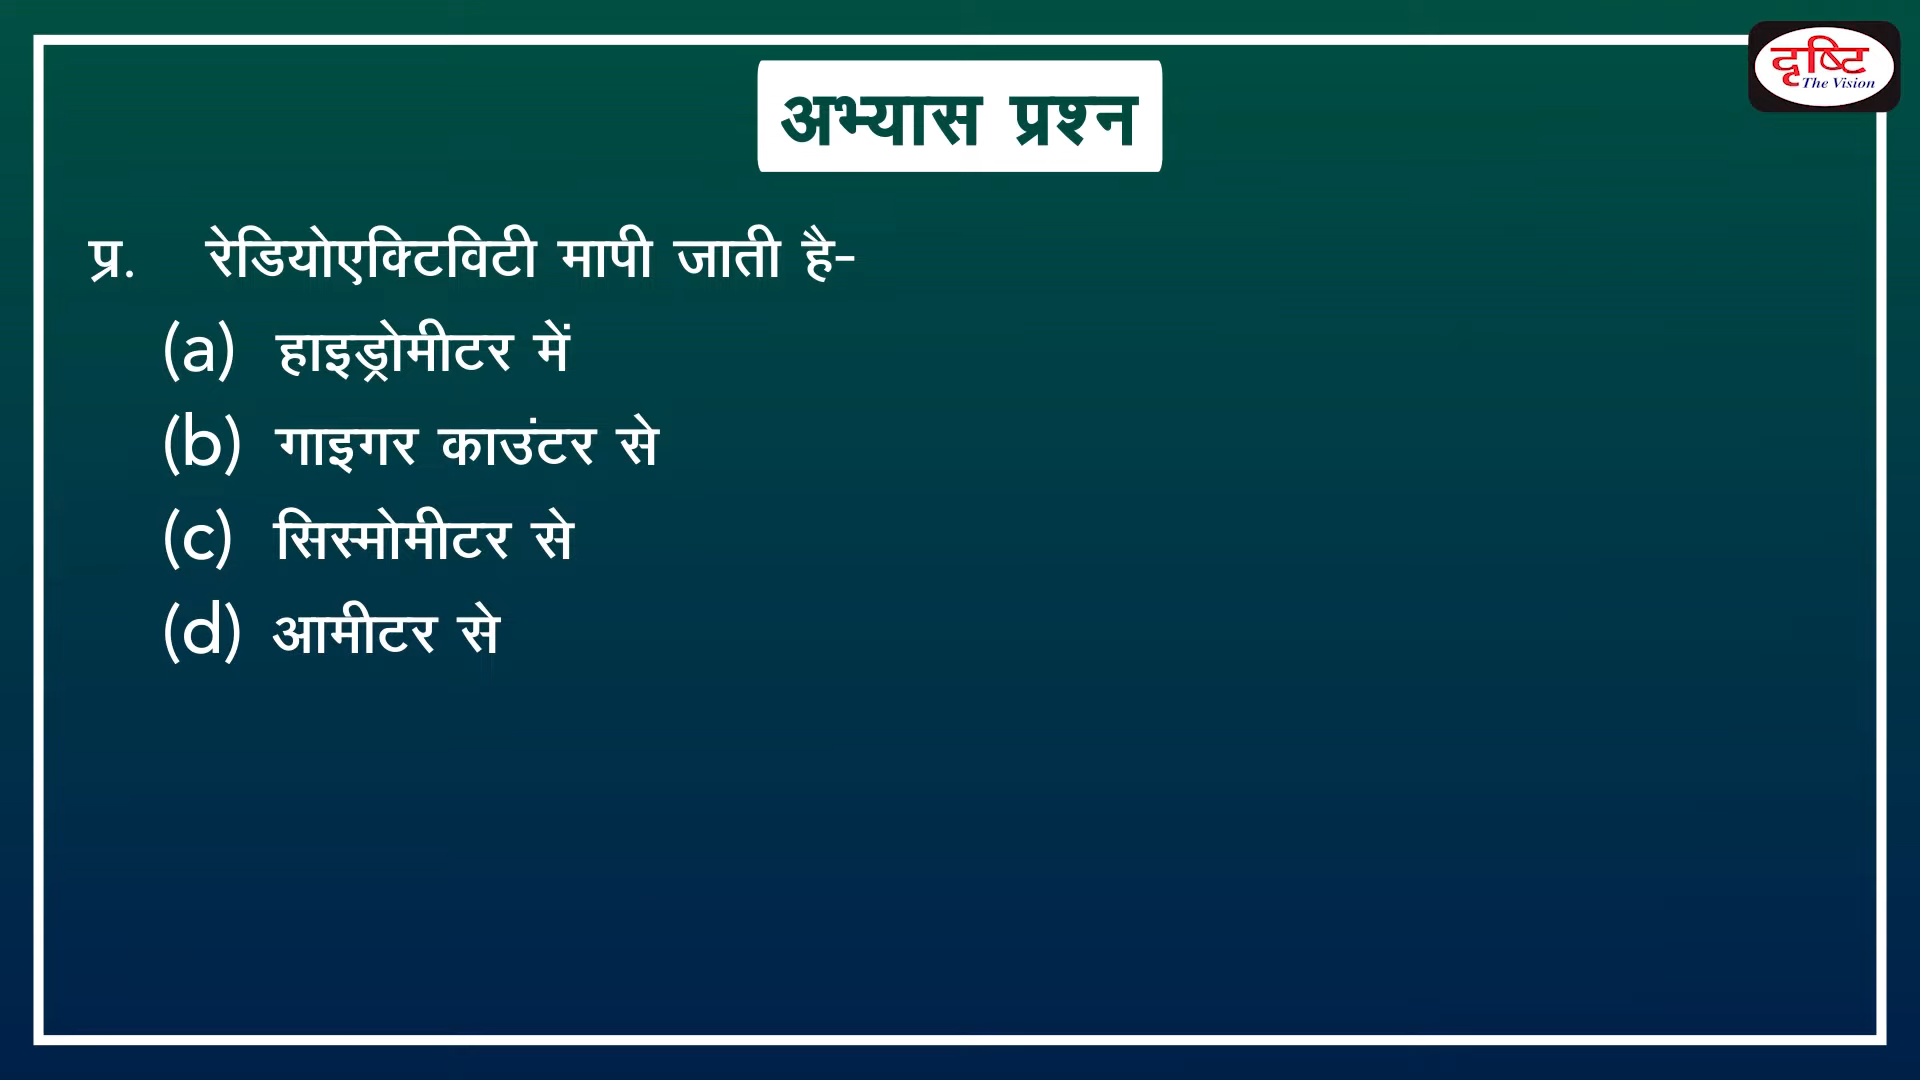 दृष्टि
The Vision
अभ्यास प्रश्न
प्र. रेडियोएक्टिविटी मापी जाती है-
(a) हाइड्रोमीटर में
(b) गाइगर काउंटर से
(c) सिस्मोमीटर से
(d) आमीटर से